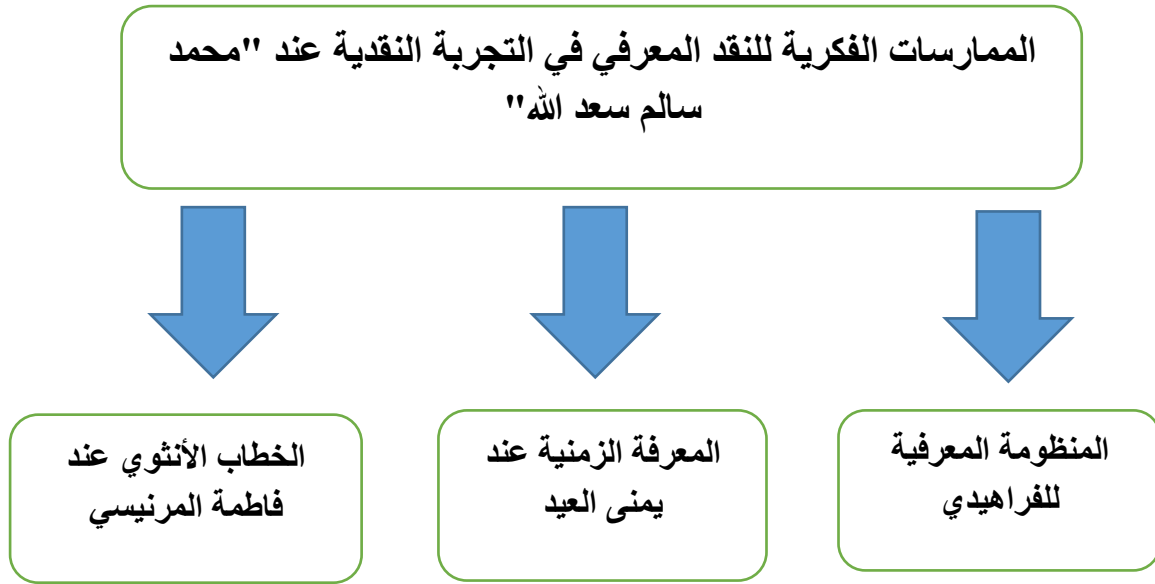 الممارسات الفكرية للنقد المعرفي في التجربة النقدية عند "محمد
سالم سعد الله"
المنظومة المعرفية
للفراهيدي
المعرفة الزمنية عند
يمنى العيد
الخطاب الأنثوي عند
فاطمة المرنيسي